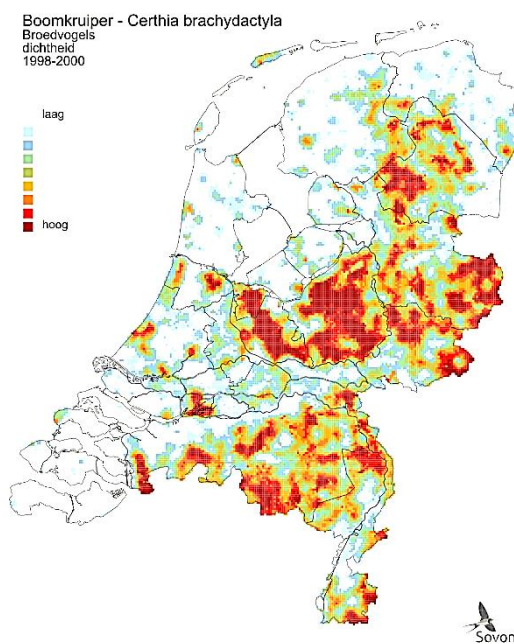 Boomkruiper - Certhia brachydactyla
Broedvogels
dichtheid
1998-2000
laag
hoog
Sovon